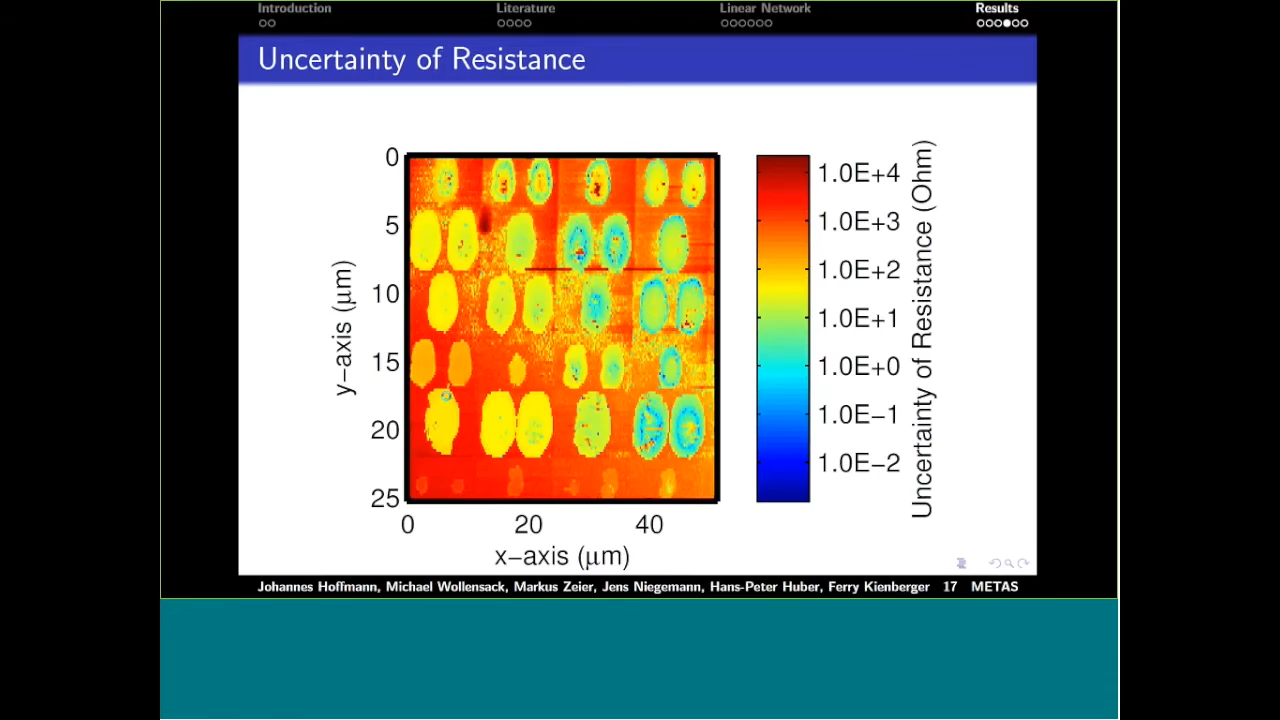 Introduction Literature Linear Network Results
Uncertainty of Resistance
0
5
10
15
20
25
y−axis (μm)
0 20 40
x−axis (μm)
1.0E+4
1.0E+3
1.0E+2
1.0E+1
1.0E+0
1.0E−1
1.0E−2
Uncertainty of Resistance (Ohm)
Johannes Hoffmann, Michael Wollensack, Markus Zeier, Jens Niegemann, Hans-Peter Huber, Ferry Kienberger 17 METAS